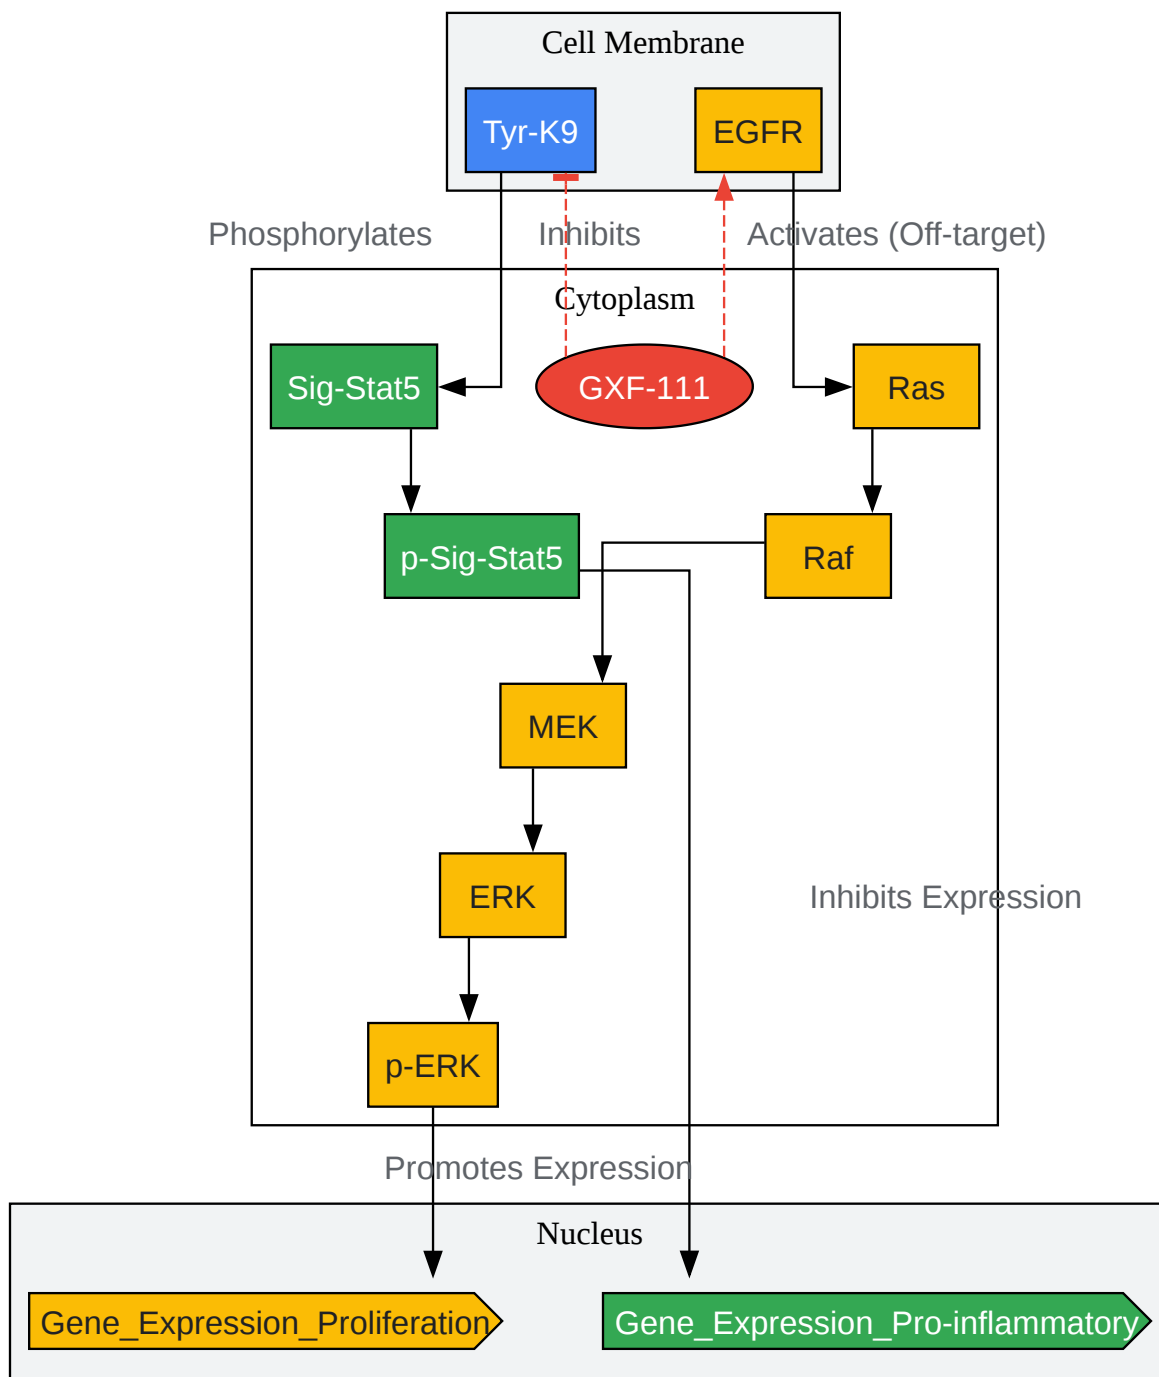 Cell Membrane
Tyr-K9
EGFR
Phosphorylates
Inhibits
Activates (Off-target)
Cytoplasm
Sig-Stat5
GXF-111
Ras
p-Sig-Stat5
Raf
MEK
ERK
Inhibits Expression
p-ERK
Promotes Expression
Nucleus
Gene_Expression_Proliferation
Gene_Expression_Pro-inflammatory